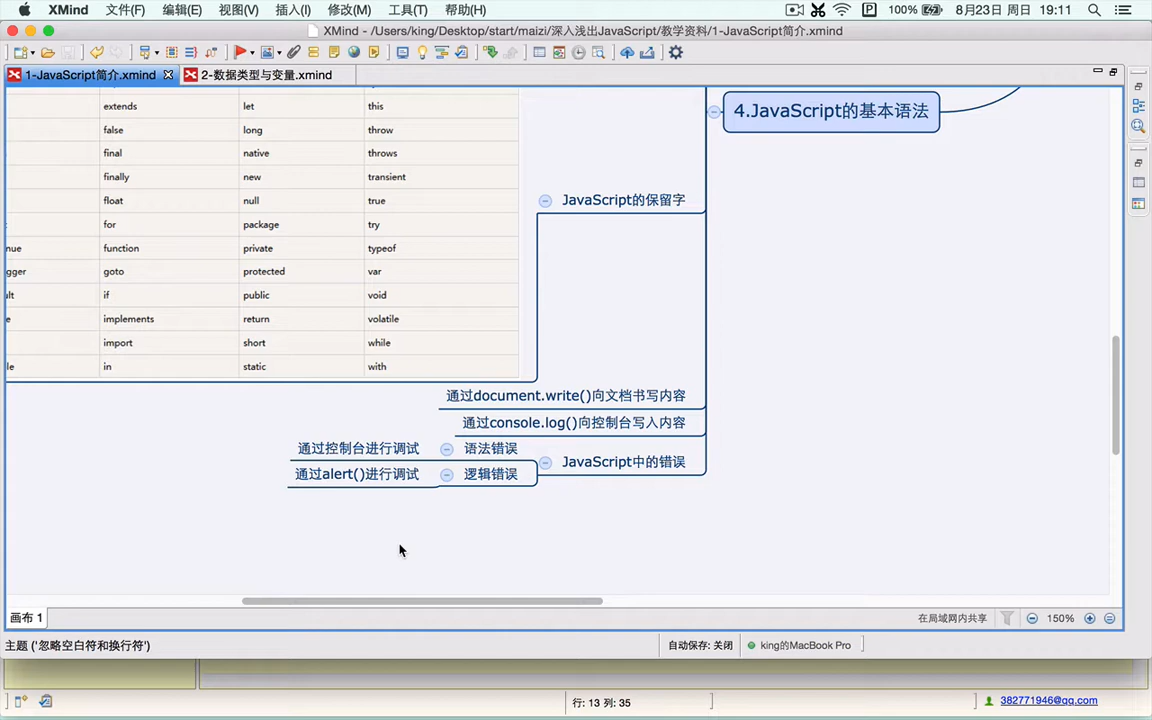 XMind 文件(F) 编辑(E) 视图(V) 插入(I) 修改(M) 工具(T) 帮助(H) 100% 8月23日 周日 19:11
XMind - /Users/king/Desktop/start/maizi/深入浅出JavaScript/教学资料/1-JavaScript简介.xmind
1-JavaScript简介.xmind 2-数据类型与变量.xmind
extends let this
false long throw
final native throws
finally new transient
float null true
for package try
nue function private typeof
gger goto protected var
ult if public void
e implements return volatile
import short while
le in static with
4.JavaScript的基本语法
JavaScript的保留字
通过document.write()向文档书写内容
通过console.log()向控制台写入内容
通过控制台进行调试 语法错误
JavaScript中的错误
通过alert()进行调试 逻辑错误
画布 1 在局域网内共享 150%
主题 ('忽略空白符和换行符') 自动保存: 关闭 king的MacBook Pro
行: 13 列: 35 382771946@qq.com